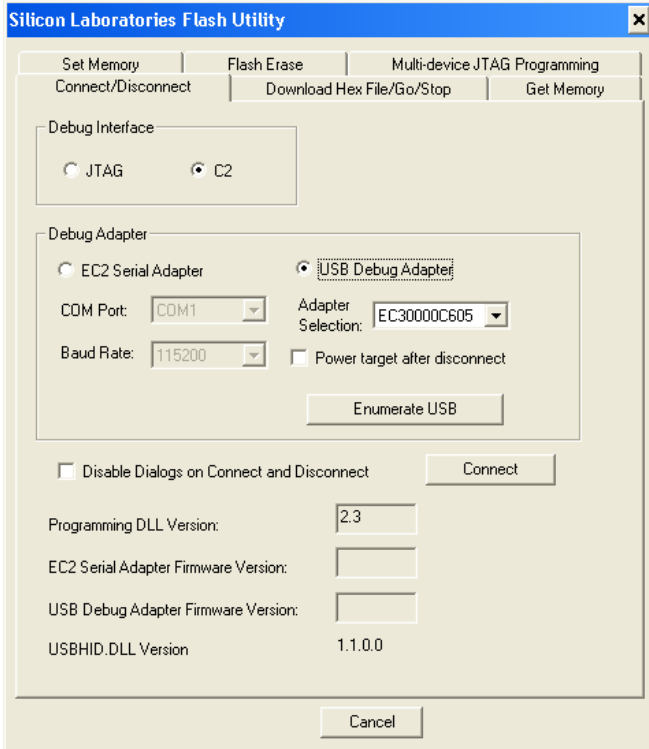 Silicon Laboratories Flash Utility
Set Memory Flash Erase Multi-device JTAG Programming
Connect/Disconnect Download Hex File/Go/Stop Get Memory
Debug Interface
JTAG C2
Debug Adapter
EC2 Serial Adapter USB Debug Adapter
COM Port: COM1 Adapter
Selection: EC30000C605
Baud Rate: 115200 Power target after disconnect
Enumerate USB
Disable Dialogs on Connect and Disconnect Connect
Programming DLL Version: 2.3
EC2 Serial Adapter Firmware Version:
USB Debug Adapter Firmware Version:
USBHID.DLL Version 1.1.0.0
Cancel